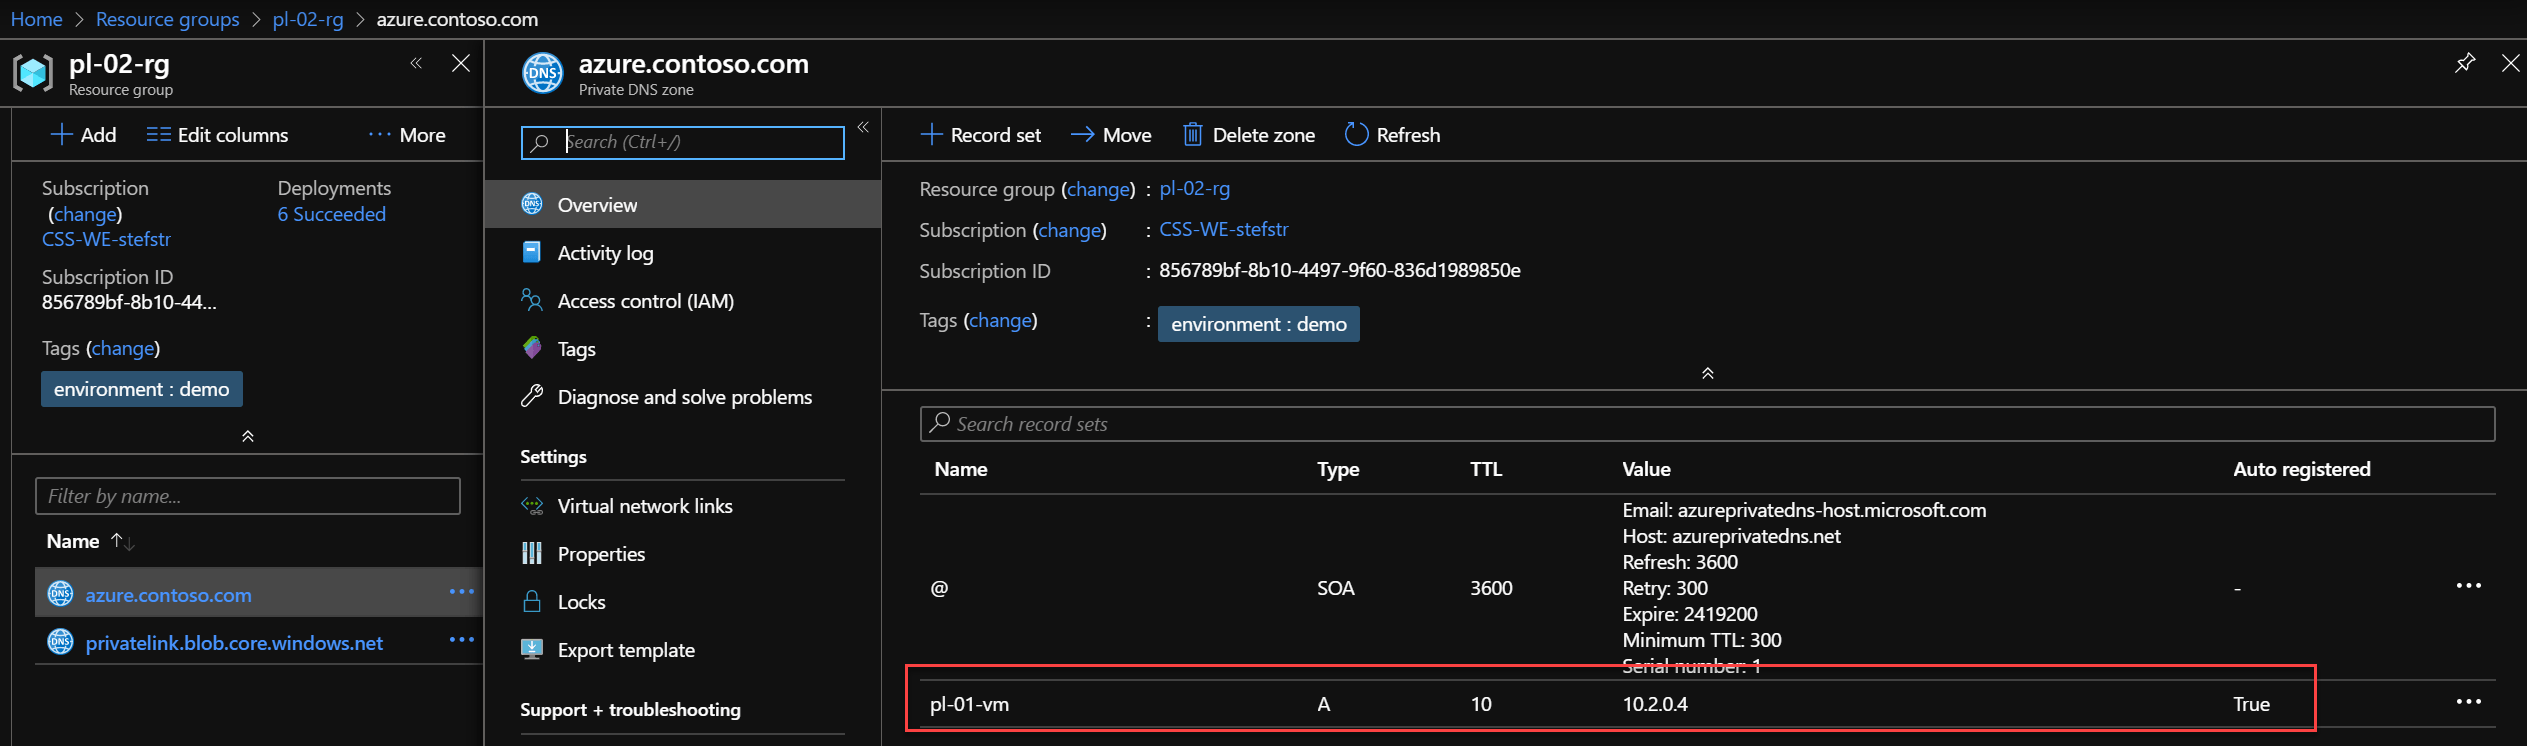 Home > Resource groups > pl-02-rg > azure.contoso.com
pl-02-rg
Resource group
Add Edit columns ··· More
Subscription
(change)
CSS-WE-stefstr
Deployments
6 Succeeded
Subscription ID
856789bf-8b10-44...
Tags (change)
environment : demo
Filter by name...
Name ↑↓
azure.contoso.com ···
privatelink.blob.core.windows.net ···
DNS
azure.contoso.com
Private DNS zone
Search (Ctrl+/)
Overview
Activity log
Access control (IAM)
Tags
Diagnose and solve problems
Settings
Virtual network links
Properties
Locks
Export template
Support + troubleshooting
Record set Move Delete zone Refresh
Resource group (change) : pl-02-rg
Subscription (change) : CSS-WE-stefstr
Subscription ID : 856789bf-8b10-4497-9f60-836d1989850e
Tags (change) : environment : demo
Search record sets
Name Type TTL Value Auto registered
@ SOA 3600
Email: azureprivatedns-host.microsoft.com
Host: azureprivatedns.net
Refresh: 3600
Retry: 300
Expire: 2419200
Minimum TTL: 300
Serial number: 1
- ···
pl-01-vm A 10 10.2.0.4 True ···